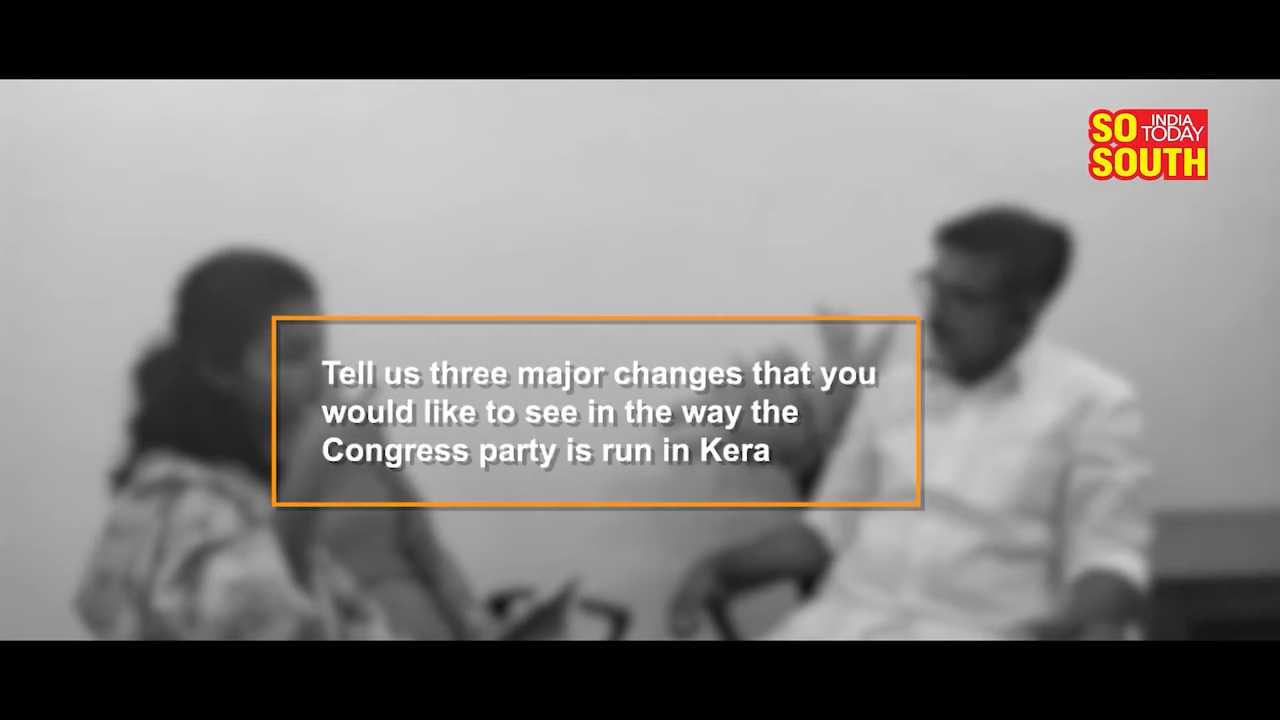 SO INDIA
TODAY
SOUTH
Tell us three major changes that you
would like to see in the way the
Congress party is run in Kera